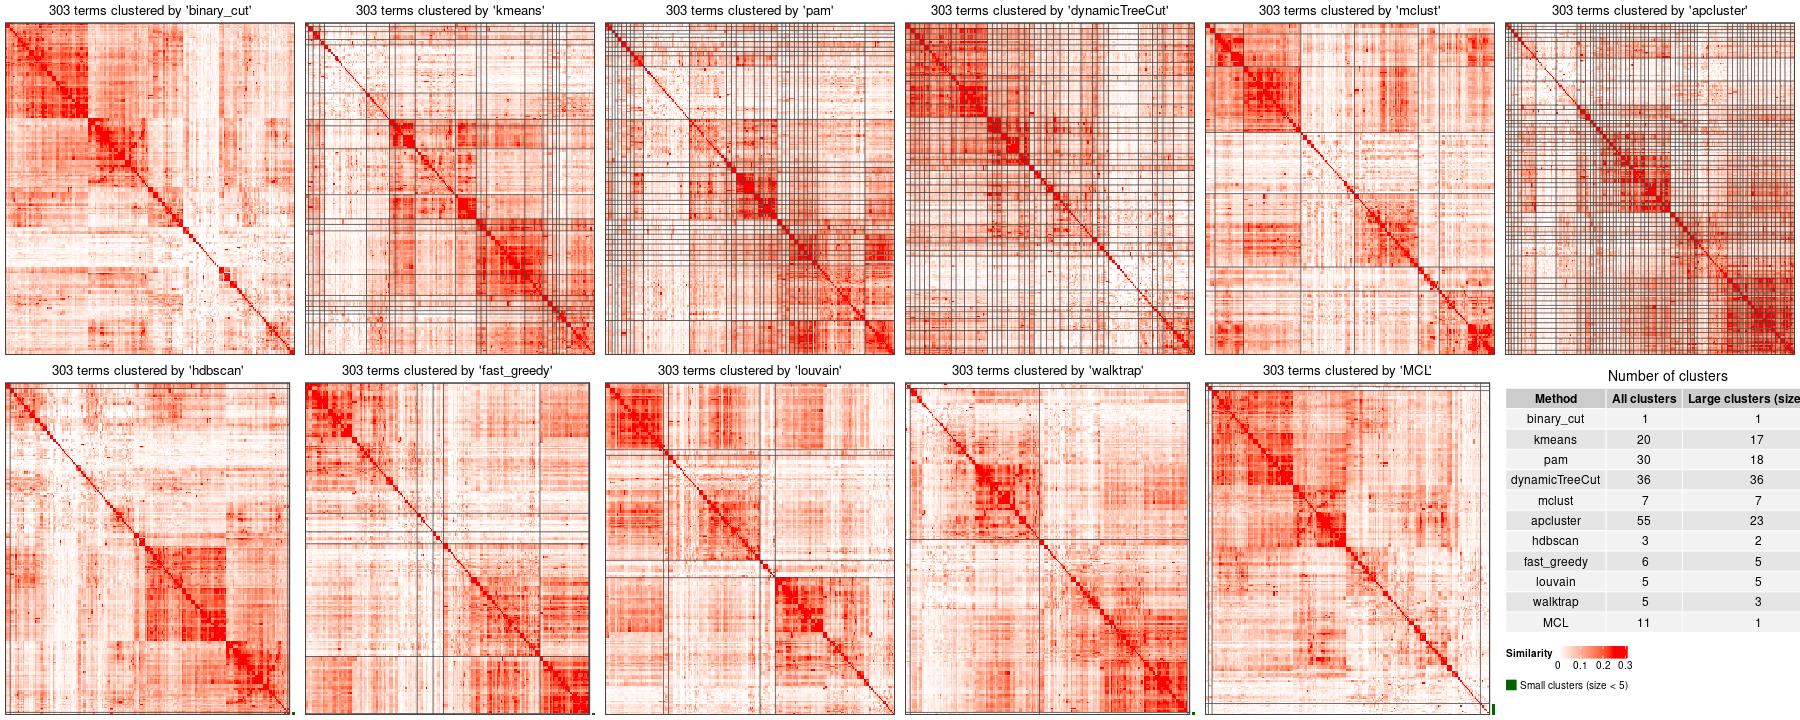 303 terms clustered by 'binary_cut'
303 terms clustered by 'kmeans'
303 terms clustered by 'pam'
303 terms clustered by 'dynamicTreeCut'
303 terms clustered by 'mclust'
303 terms clustered by 'apcluster'
303 terms clustered by 'hdbscan'
303 terms clustered by 'fast_greedy'
303 terms clustered by 'louvain'
303 terms clustered by 'walktrap'
303 terms clustered by 'MCL'
Number of clusters
Method All clusters Large clusters (size
binary_cut 1 1
kmeans 20 17
pam 30 18
dynamicTreeCut 36 36
mclust 7 7
apcluster 55 23
hdbscan 3 2
fast_greedy 6 5
louvain 5 5
walktrap 5 3
MCL 11 1
Similarity
0 0.1 0.2 0.3
Small clusters (size < 5)